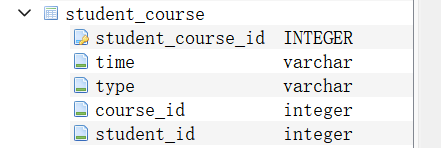 student_course
student_course_id INTEGER
time varchar
type varchar
course_id integer
student_id integer